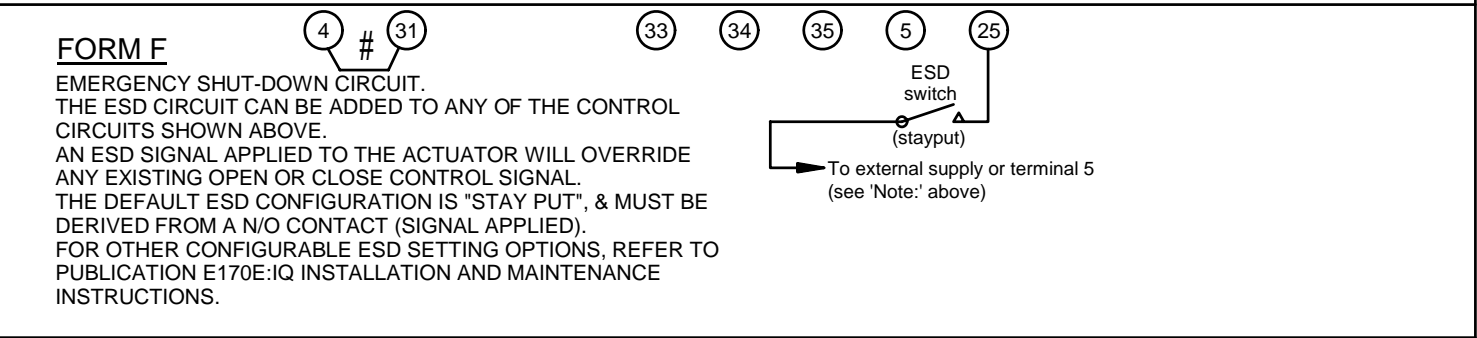 4 # 31 33 34 35 5 25
FORM F
EMERGENCY SHUT-DOWN CIRCUIT.
THE ESD CIRCUIT CAN BE ADDED TO ANY OF THE CONTROL
CIRCUITS SHOWN ABOVE.
AN ESD SIGNAL APPLIED TO THE ACTUATOR WILL OVERRIDE
ANY EXISTING OPEN OR CLOSE CONTROL SIGNAL.
THE DEFAULT ESD CONFIGURATION IS "STAY PUT", & MUST BE
DERIVED FROM A N/O CONTACT (SIGNAL APPLIED).
FOR OTHER CONFIGURABLE ESD SETTING OPTIONS, REFER TO
PUBLICATION E170E:IQ INSTALLATION AND MAINTENANCE
INSTRUCTIONS.
ESD
switch
(stayput)
To external supply or terminal 5
(see 'Note:' above)